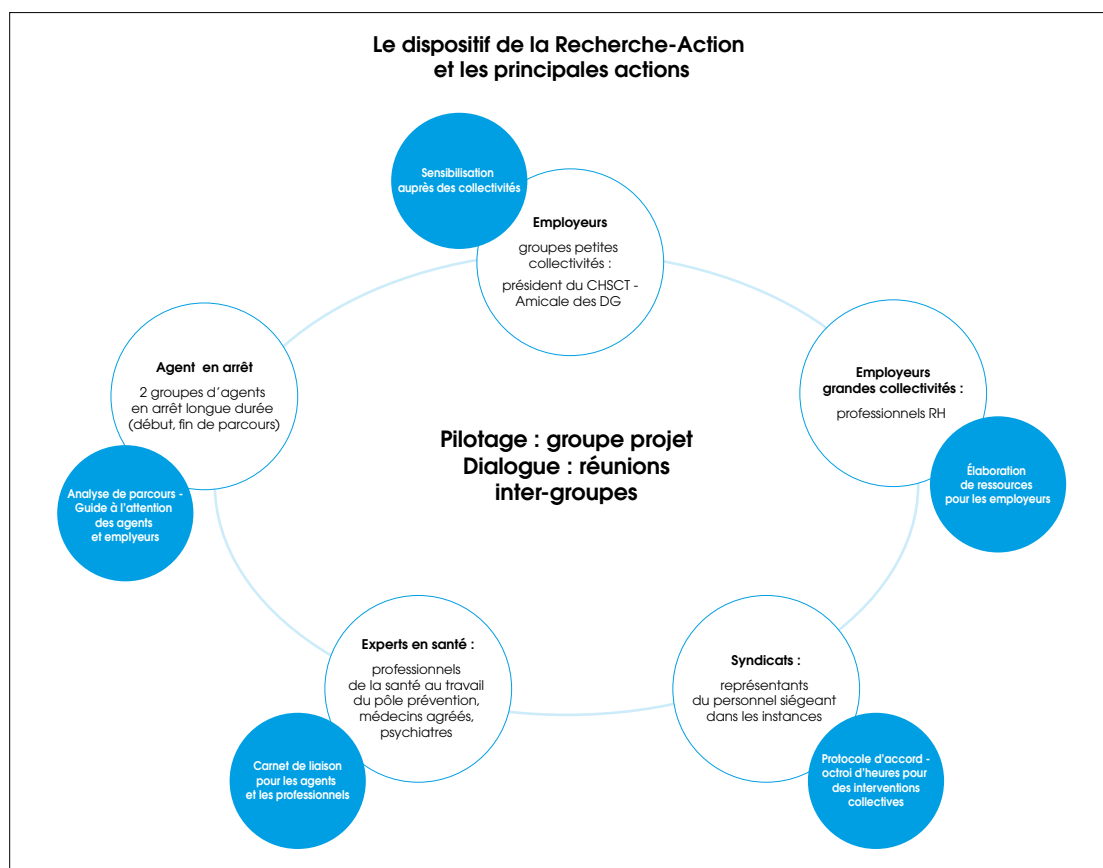 Le dispositif de la Recherche-Action
et les principales actions
Sensibilisation
auprès des collectivités
Employeurs
groupes petites
collectivités :
président du CHSCT -
Amicale des DG
Agent en arrêt
2 groupes d'agents
en arrêt longue durée
(début, fin de parcours)
Analyse de parcours -
Guide à l'attention
des agents
et emplyeurs
Employeurs
grandes collectivités :
professionnels RH
Élaboration
de ressources
pour les employeurs
Pilotage : groupe projet
Dialogue : réunions
inter-groupes
Experts en santé :
professionnels
de la santé au travail
du pôle prévention,
médecins agréés,
psychiatres
Carnet de liaison
pour les agents
et les professionnels
Syndicats :
représentants
du personnel siégeant
dans les instances
Protocole d'accord -
octroi d'heures pour
des interventions
collectives